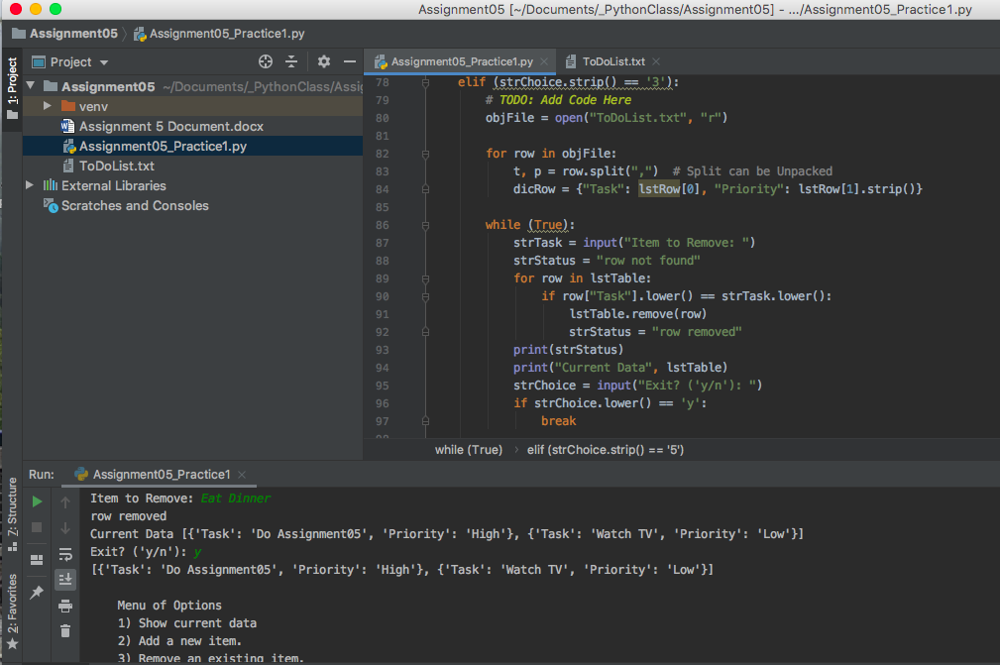 Assignment05 [~/Documents/_PythonClass/Assignment05] - .../Assignment05_Practice1.py
Assignment05
Assignment05_Practice1.py
1: Project
Project
Assignment05 ~/Documents/_PythonClass/Assig
venv
Assignment 5 Document.docx
Assignment05_Practice1.py
ToDoList.txt
External Libraries
Scratches and Consoles
Assignment05_Practice1.py
ToDoList.txt
78 elif (strChoice.strip() == '3'):
79 # TODO: Add Code Here
80 objFile = open("ToDoList.txt", "r")
81
82 for row in objFile:
83 t, p = row.split(",")  # Split can be Unpacked
84 dicRow = {"Task": lstRow[0], "Priority": lstRow[1].strip()}
85
86 while (True):
87 strTask = input("Item to Remove: ")
88 strStatus = "row not found"
89 for row in lstTable:
90 if row["Task"].lower() == strTask.lower():
91 lstTable.remove(row)
92 strStatus = "row removed"
93 print(strStatus)
94 print("Current Data", lstTable)
95 strChoice = input("Exit? ('y/n'): ")
96 if strChoice.lower() == 'y':
97 break
while (True) › elif (strChoice.strip() == '5')
Run: Assignment05_Practice1
Z: Structure
2: Favorites
Item to Remove: Eat Dinner
row removed
Current Data [{'Task': 'Do Assignment05', 'Priority': 'High'}, {'Task': 'Watch TV', 'Priority': 'Low'}]
Exit? ('y/n'): y
[{'Task': 'Do Assignment05', 'Priority': 'High'}, {'Task': 'Watch TV', 'Priority': 'Low'}]
Menu of Options
1) Show current data
2) Add a new item.
3) Remove an existing item.